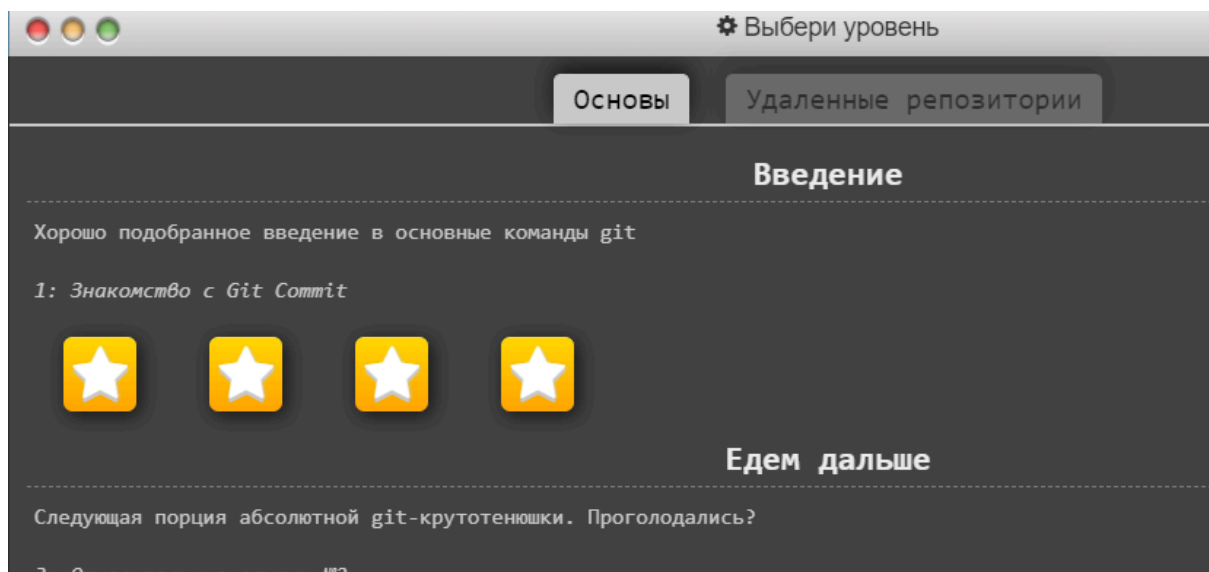 Выбери уровень
Основы
Удаленные репозитории
Введение
Хорошо подобранное введение в основные команды git
1: Знакомство с Git Commit
Едем дальше
Следующая порция абсолютной git-крутотенюшки. Проголодались?